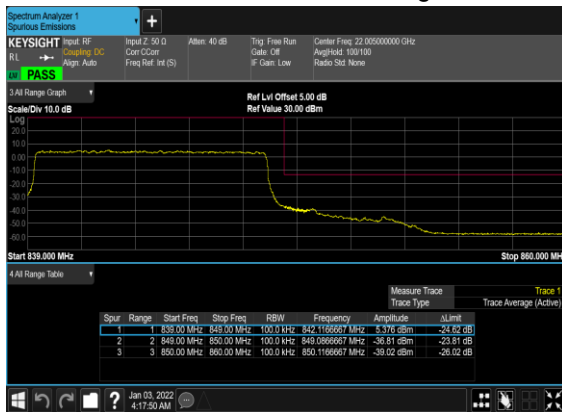 Spectrum Analyzer 1
Spurious Emissions
KEYSIGHT Input: RF Input Z: 50 Ω Atten: 40 dB Trig: Free Run Center Freq: 22.005000000 GHz
RL Coupling: DC Corr CCorr Gate: Off Avg|Hold: 100/100
Align: Auto Freq Ref: Int (S) IF Gain: Low Radio Std: None
PASS
3 All Range Graph
Ref Lvl Offset 5.00 dB
Scale/Div 10.0 dB Ref Value 30.00 dBm
Log
20.0
10.0
0.00
-10.0
-20.0
-30.0
-40.0
-50.0
-60.0
Start 839.000 MHz Stop 860.000 MH
4 All Range Table
Measure Trace Trace 1
Trace Type Trace Average (Active)
Spur Range Start Freq Stop Freq RBW Frequency Amplitude ΔLimit
1 1 839.00 MHz 849.00 MHz 100.0 kHz 842.1166667 MHz 5.376 dBm -24.62 dB
2 2 849.00 MHz 850.00 MHz 100.0 kHz 849.0866667 MHz -36.81 dBm -23.81 dB
3 3 850.00 MHz 860.00 MHz 100.0 kHz 850.1166667 MHz -39.02 dBm -26.02 dB
? Jan 03, 2022
4:17:50 AM